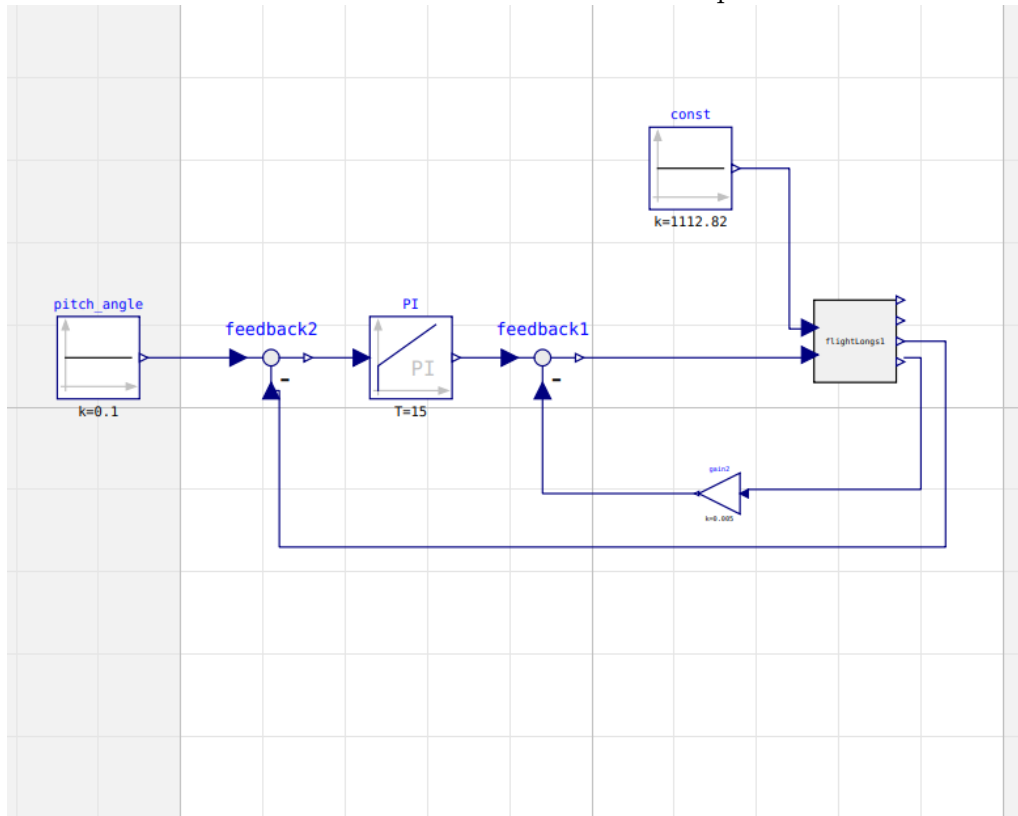 const
k=1112.82
pitch_angle
PI
feedback2
feedback1
flightLongs1
PI
-
-
k=0.1
T=15
gain2
k=0.005